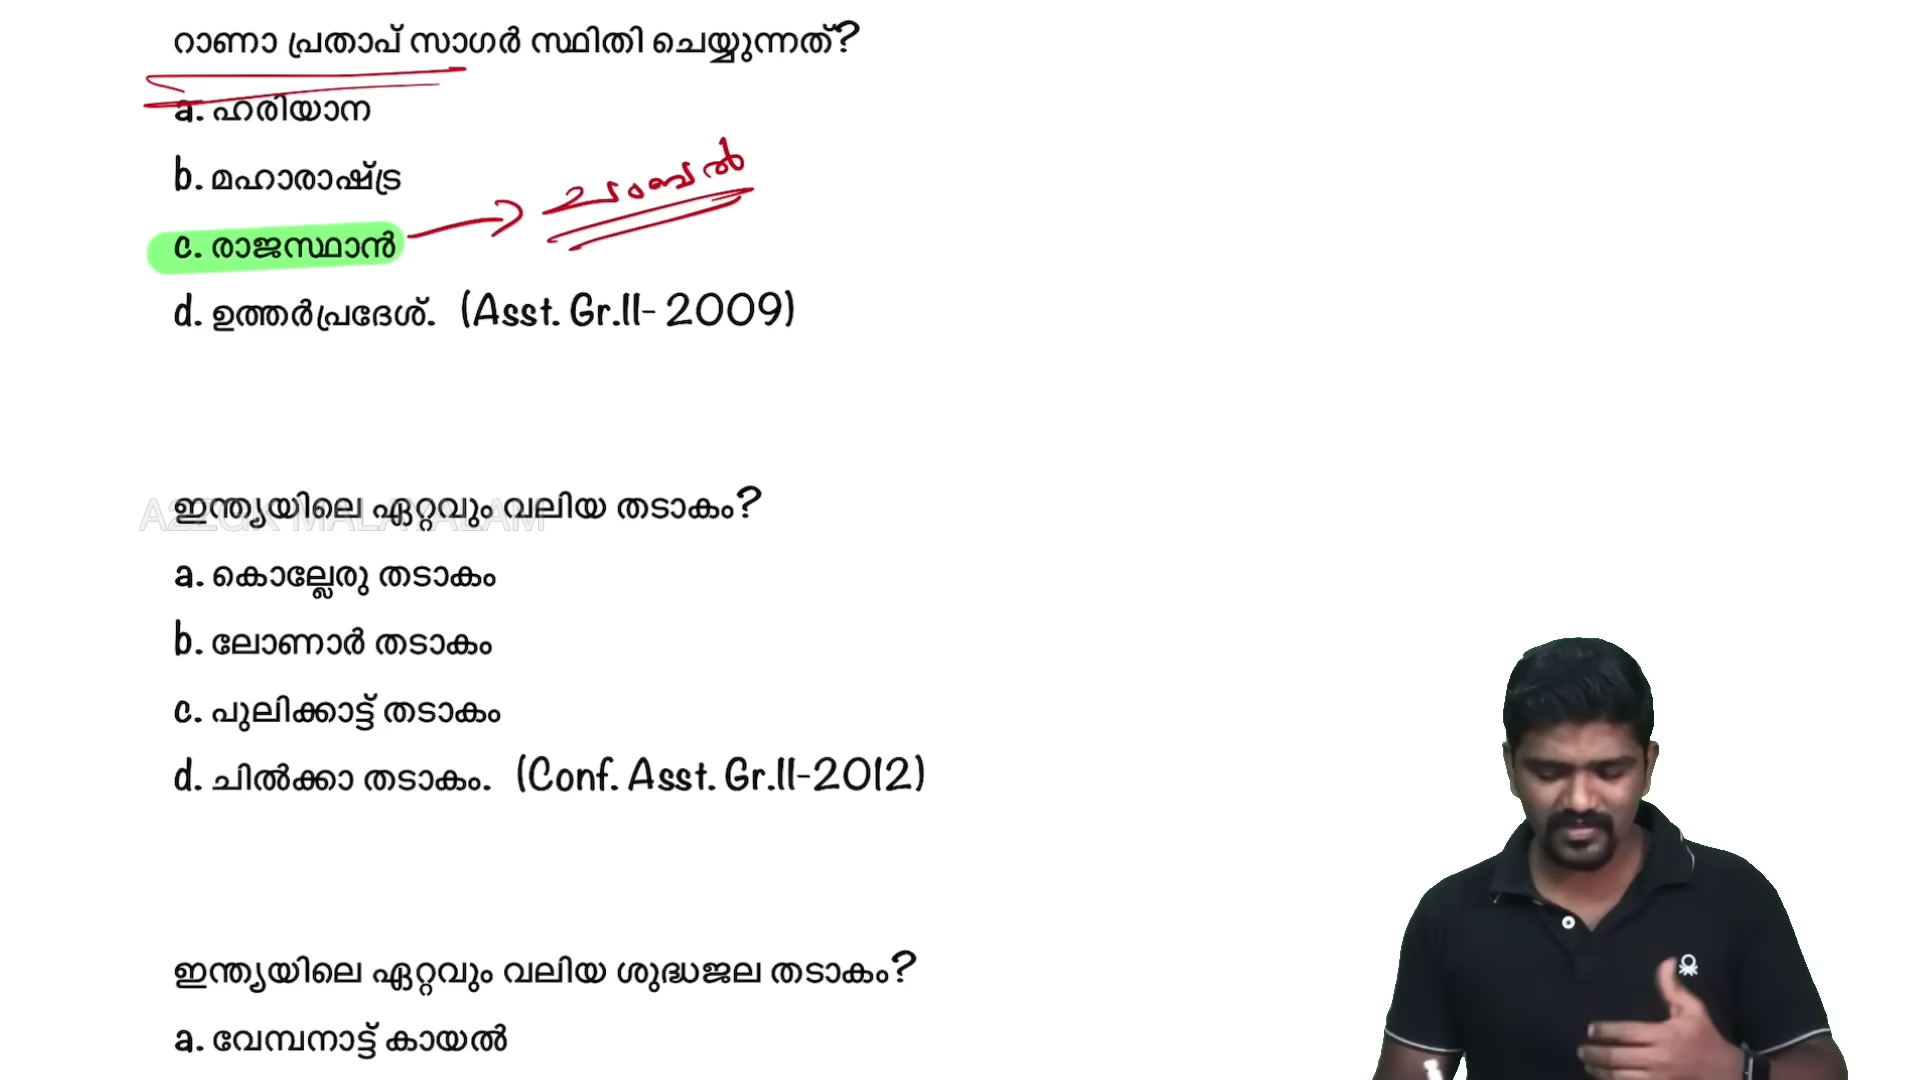 റാണാ പ്രതാപ് സാഗർ സ്ഥിതി ചെയ്യുന്നത്?
a. ഹരിയാന
b. മഹാരാഷ്ട്ര
ചമ്പൽ
c. രാജസ്ഥാൻ
d. ഉത്തർപ്രദേശ്. (Asst. Gr.II- 2009)
ഇന്ത്യയിലെ ഏറ്റവും വലിയ തടാകം?
A2ZGK MALAYALAM
a. കൊല്ലേരു തടാകം
b. ലോണാർ തടാകം
c. പുലിക്കാട്ട് തടാകം
d. ചിൽക്കാ തടാകം. (Conf. Asst. Gr.II-2012)
ഇന്ത്യയിലെ ഏറ്റവും വലിയ ശുദ്ധജല തടാകം?
a. വേമ്പനാട്ട് കായൽ